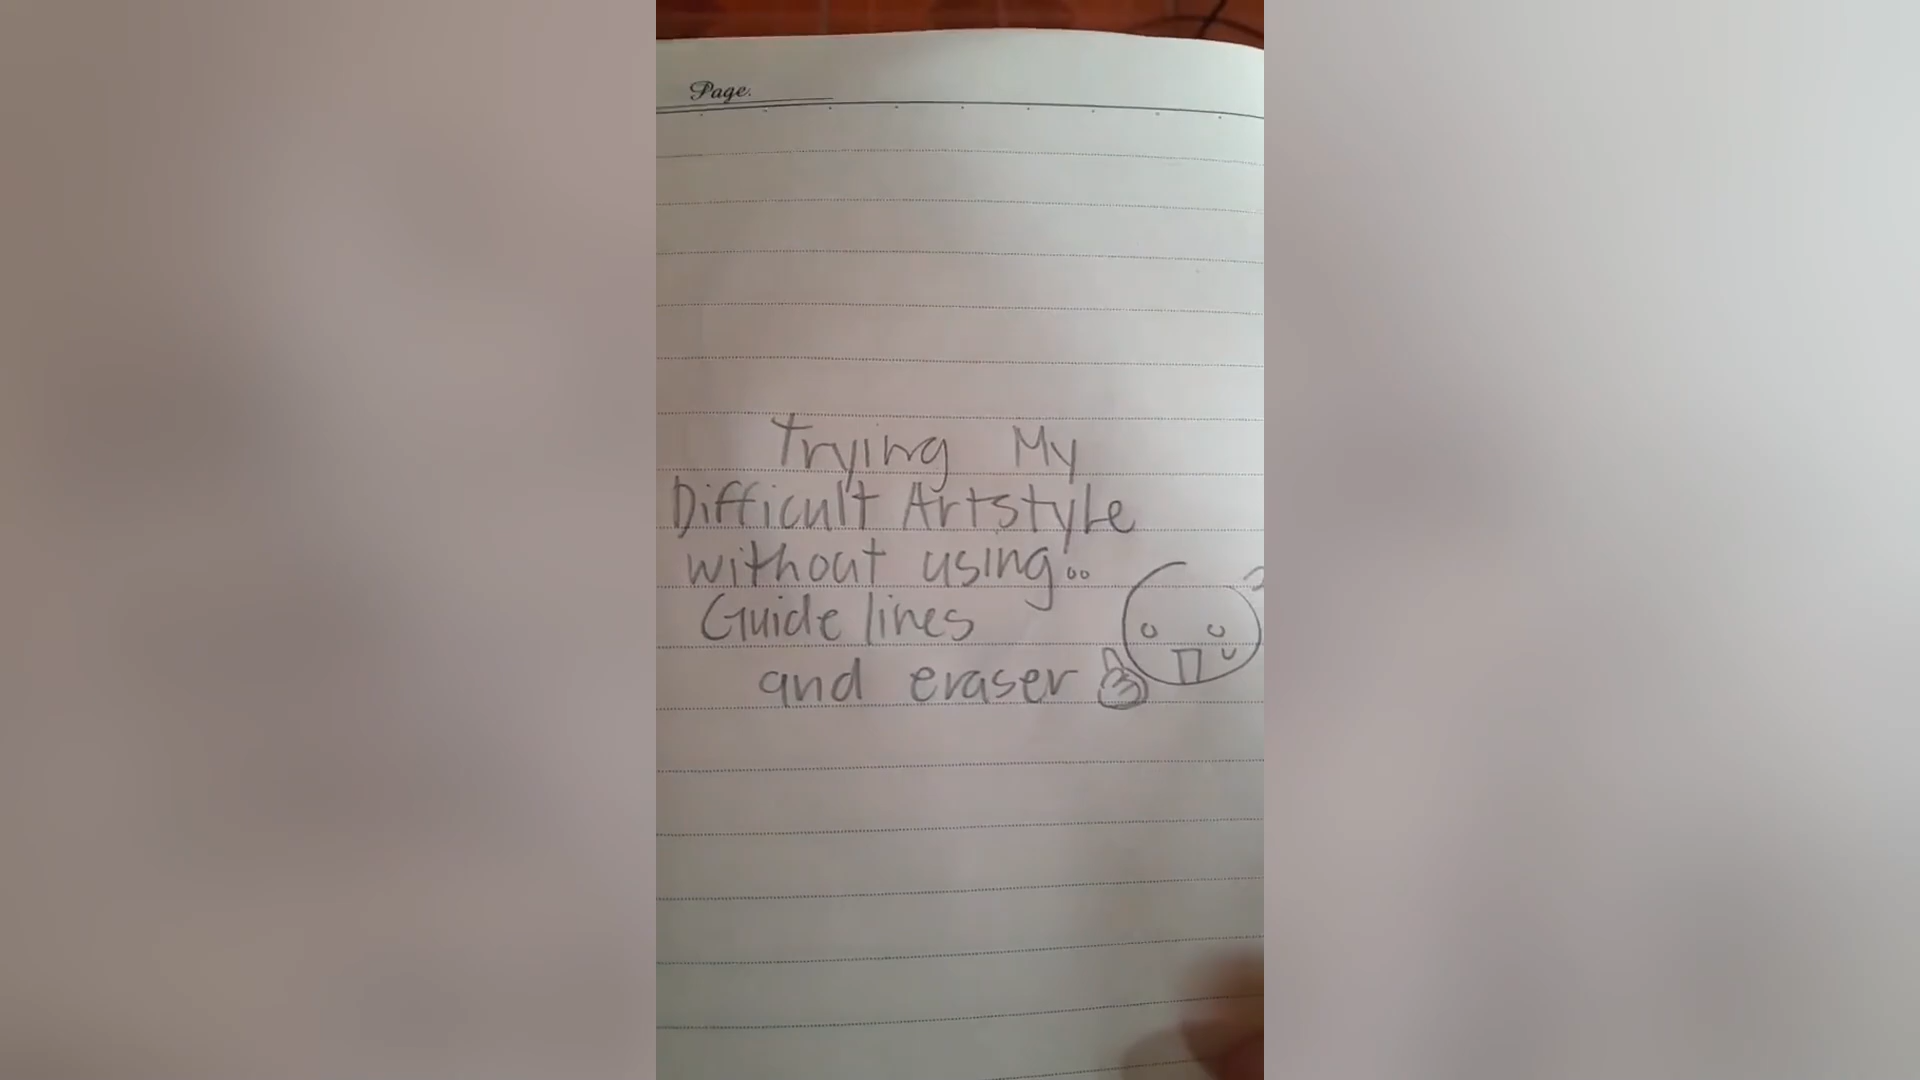 Page.
Trying My
Difficult Artstyle
without using..
Guide lines
and eraser